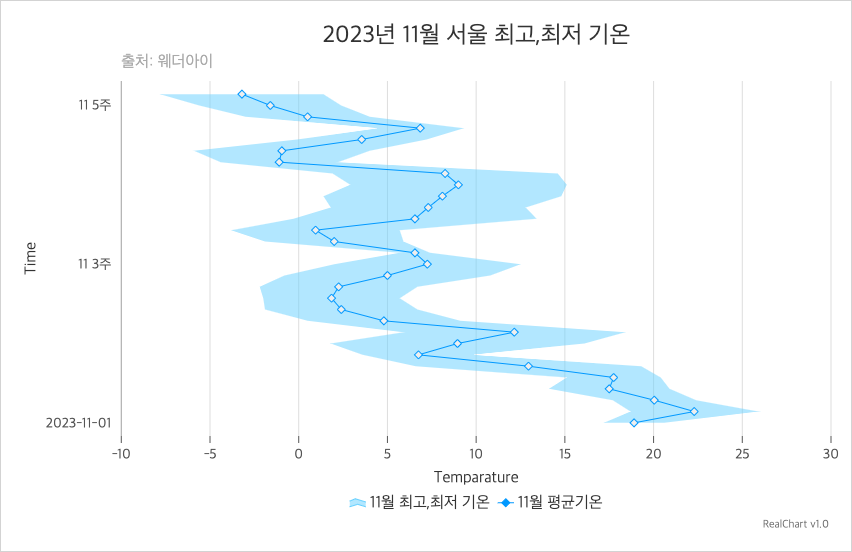 2023년 11월 서울 최고,최저 기온
출처: 웨더아이
11 5주
Time
11 3주
2023-11-01
-10 -5 0 5 10 15 20 25 30
Temparature
11월 최고,최저 기온 11월 평균기온
RealChart v1.0